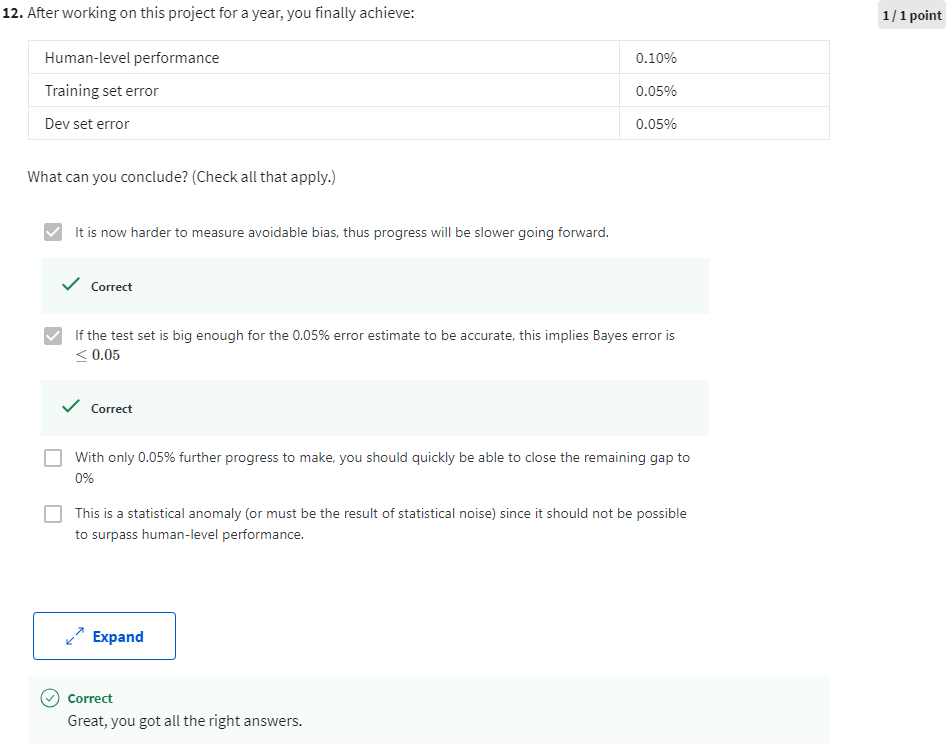 12. After working on this project for a year, you finally achieve:
1 / 1 point
Human-level performance 0.10%
Training set error 0.05%
Dev set error 0.05%
What can you conclude? (Check all that apply.)
It is now harder to measure avoidable bias, thus progress will be slower going forward.
Correct
If the test set is big enough for the 0.05% error estimate to be accurate, this implies Bayes error is
≤ 0.05
Correct
With only 0.05% further progress to make, you should quickly be able to close the remaining gap to
0%
This is a statistical anomaly (or must be the result of statistical noise) since it should not be possible
to surpass human-level performance.
Expand
Correct
Great, you got all the right answers.